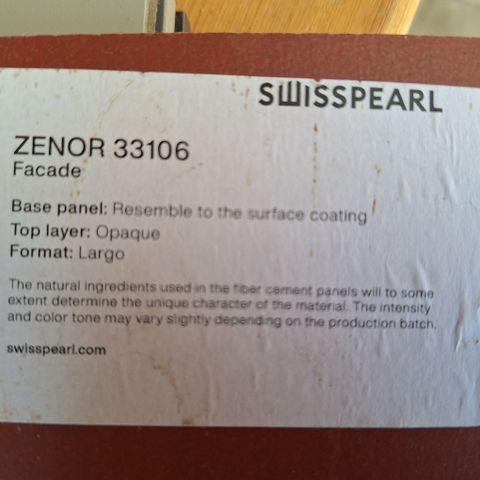 SWISSPEARL
ZENOR 33106
Facade
Base panel: Resemble to the surface coating
Top layer: Opaque
Format: Largo
The natural ingredients used in the fiber cement panels will to some
extent determine the unique character of the material. The intensity
and color tone may vary slightly depending on the production batch.
swisspearl.com